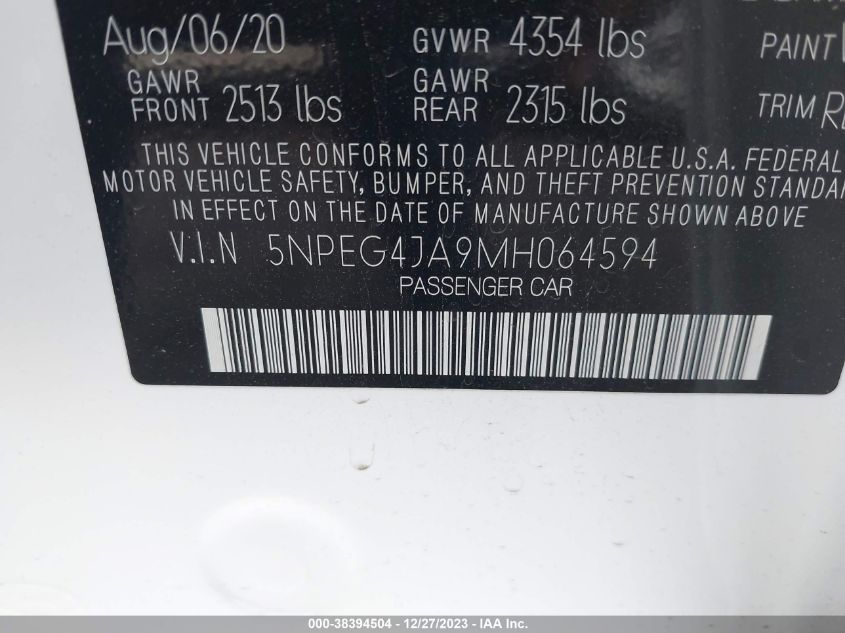 Aug/06/20 GVWR 4354 lbs PAINT
GAWR FRONT 2513 lbs GAWR REAR 2315 lbs TRIM
THIS VEHICLE CONFORMS TO ALL APPLICABLE U.S.A. FEDERAL
MOTOR VEHICLE SAFETY, BUMPER, AND THEFT PREVENTION STANDA
IN EFFECT ON THE DATE OF MANUFACTURE SHOWN ABOVE
V.I.N 5NPEG4JA9MH064594
PASSENGER CAR
000-38394504 - 12/27/2023 - IAA Inc.